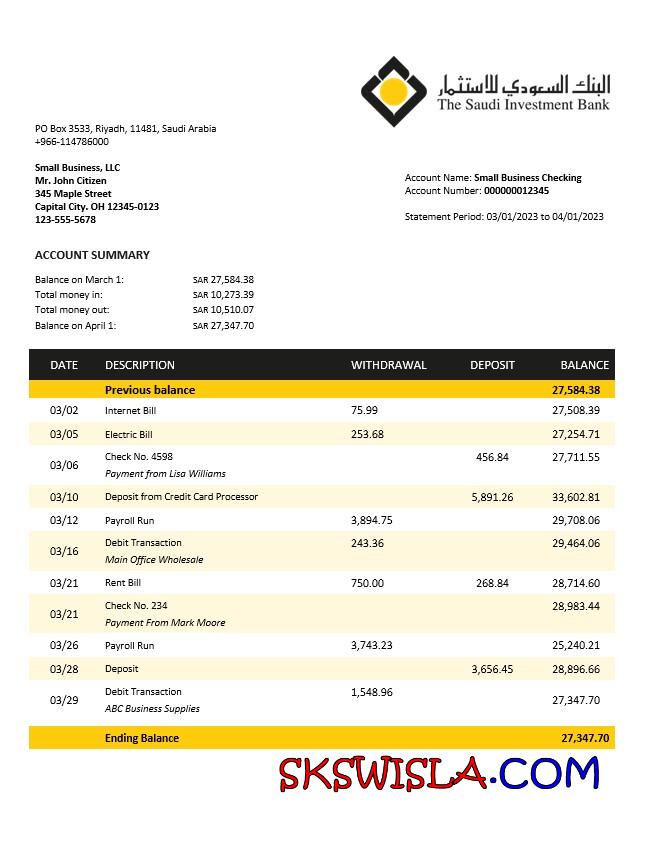 البنك السعودي للاستثمار
The Saudi Investment Bank
PO Box 3533, Riyadh, 11481, Saudi Arabia
+966-114786000
Small Business, LLC
Mr. John Citizen
345 Maple Street
Capital City. OH 12345-0123
123-555-5678
Account Name: Small Business Checking
Account Number: 000000012345
Statement Period: 03/01/2023 to 04/01/2023
ACCOUNT SUMMARY
Balance on March 1: SAR 27,584.38
Total money in: SAR 10,273.39
Total money out: SAR 10,510.07
Balance on April 1: SAR 27,347.70
DATE DESCRIPTION WITHDRAWAL DEPOSIT BALANCE
Previous balance 27,584.38
03/02 Internet Bill 75.99 27,508.39
03/05 Electric Bill 253.68 27,254.71
03/06 Check No. 4598 456.84 27,711.55
Payment from Lisa Williams
03/10 Deposit from Credit Card Processor 5,891.26 33,602.81
03/12 Payroll Run 3,894.75 29,708.06
03/16 Debit Transaction 243.36 29,464.06
Main Office Wholesale
03/21 Rent Bill 750.00 268.84 28,714.60
03/21 Check No. 234 28,983.44
Payment From Mark Moore
03/26 Payroll Run 3,743.23 25,240.21
03/28 Deposit 3,656.45 28,896.66
03/29 Debit Transaction 1,548.96 27,347.70
ABC Business Supplies
Ending Balance 27,347.70
SKSWISLA.COM